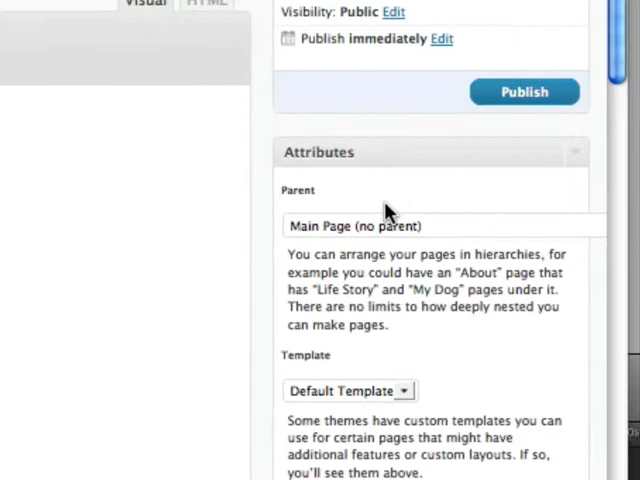 Visual HTML
Visibility: Public Edit
Publish immediately Edit
Publish
Attributes
Parent
Main Page (no parent)
You can arrange your pages in hierarchies, for
example you could have an “About” page that
has “Life Story” and “My Dog” pages under it.
There are no limits to how deeply nested you
can make pages.
Template
Default Template
Some themes have custom templates you can
use for certain pages that might have
additional features or custom layouts. If so,
you’ll see them above.